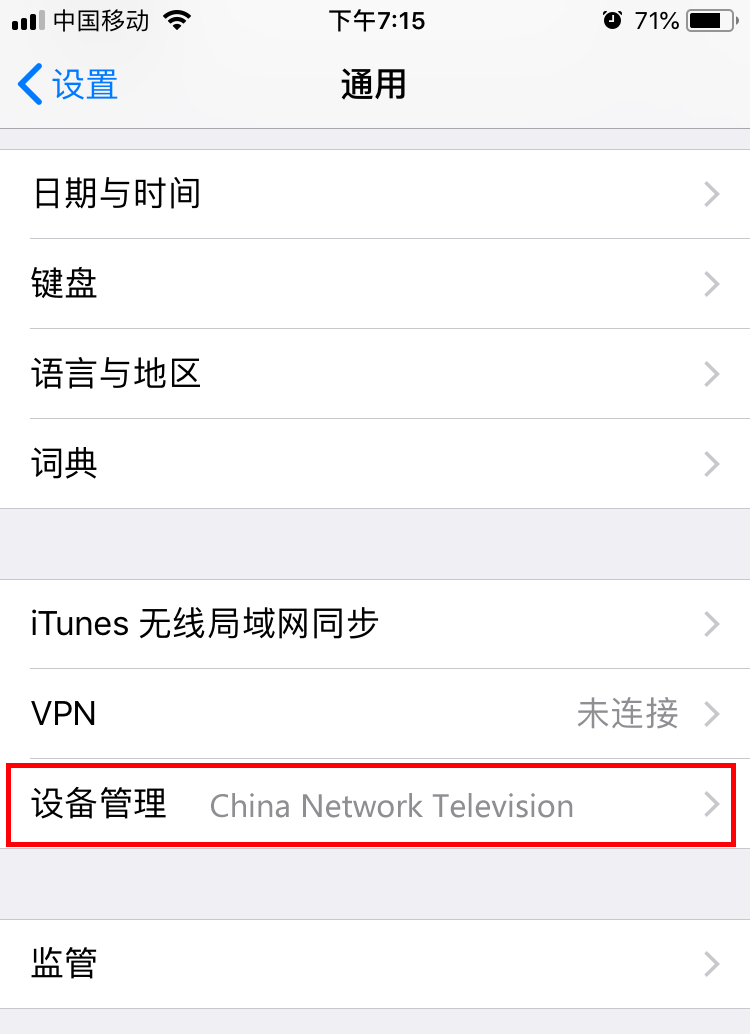 中国移动 下午7:15 71%
设置 通用
日期与时间
键盘
语言与地区
词典
iTunes 无线局域网同步
VPN 未连接
设备管理 China Network Television
监管